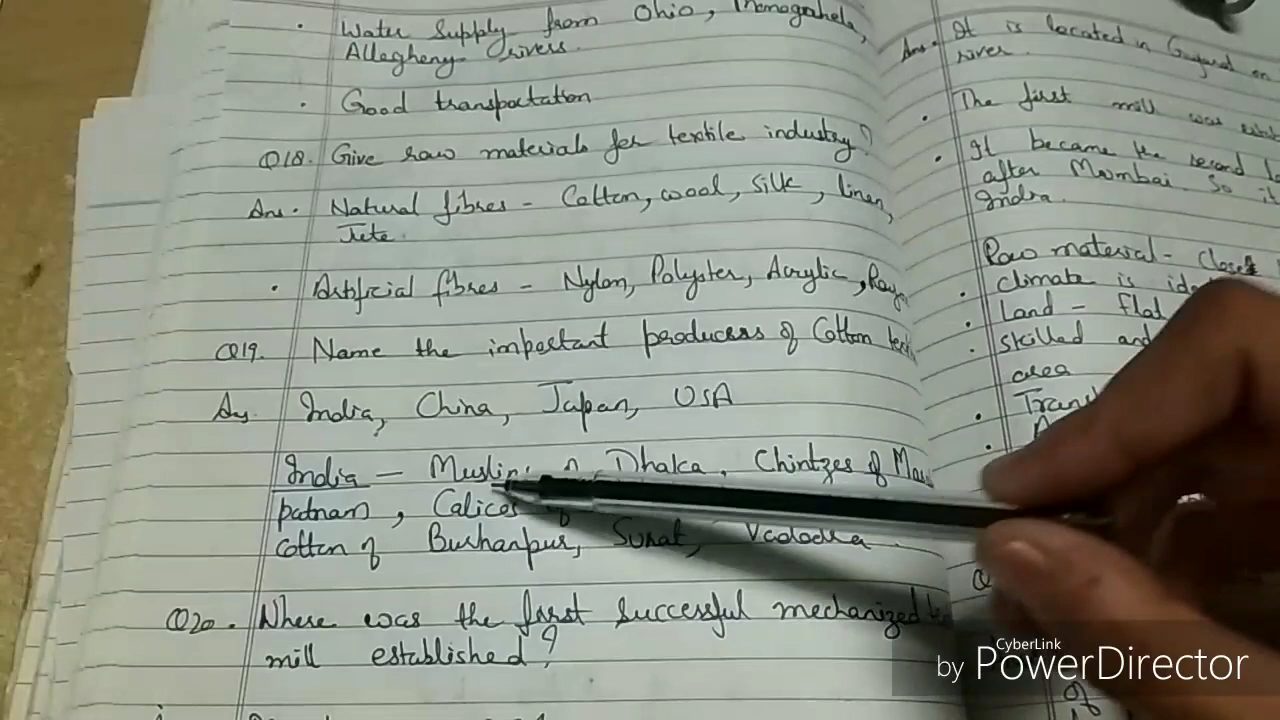 • Water Supply from Ohio, Monogahela,
Allegheny rivers.
• Good transpotation
Q18. Give raw materials for textile industry?
Ans. Natural fibres - Cotton, wool, Silk, linen,
Jute.
• Artificial fibres - Nylon, Polyster, Acrylic,
Q19. Name the important producers of Cotton
Ans. India, China, Japan, USA
India - Muslin Dhaka, Chintzes of
patnam, Calicos
cotton of Burhanpur, Surat, Vadodra.
Q20. Where was the first successful mechanized
mill established?
Ans. It is located in Gujarat on
river.
• The first mill was
• It became the second
after Mumbai. So it
India.
Raw material - Close
• climate is
• Land - Flat
• skilled and
area
•
•
of
CyberLink
by PowerDirector